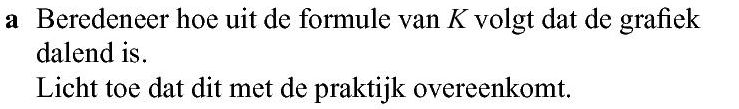 a Beredeneer hoe uit de formule van K volgt dat de grafiek
dalend is.
Licht toe dat dit met de praktijk overeenkomt.